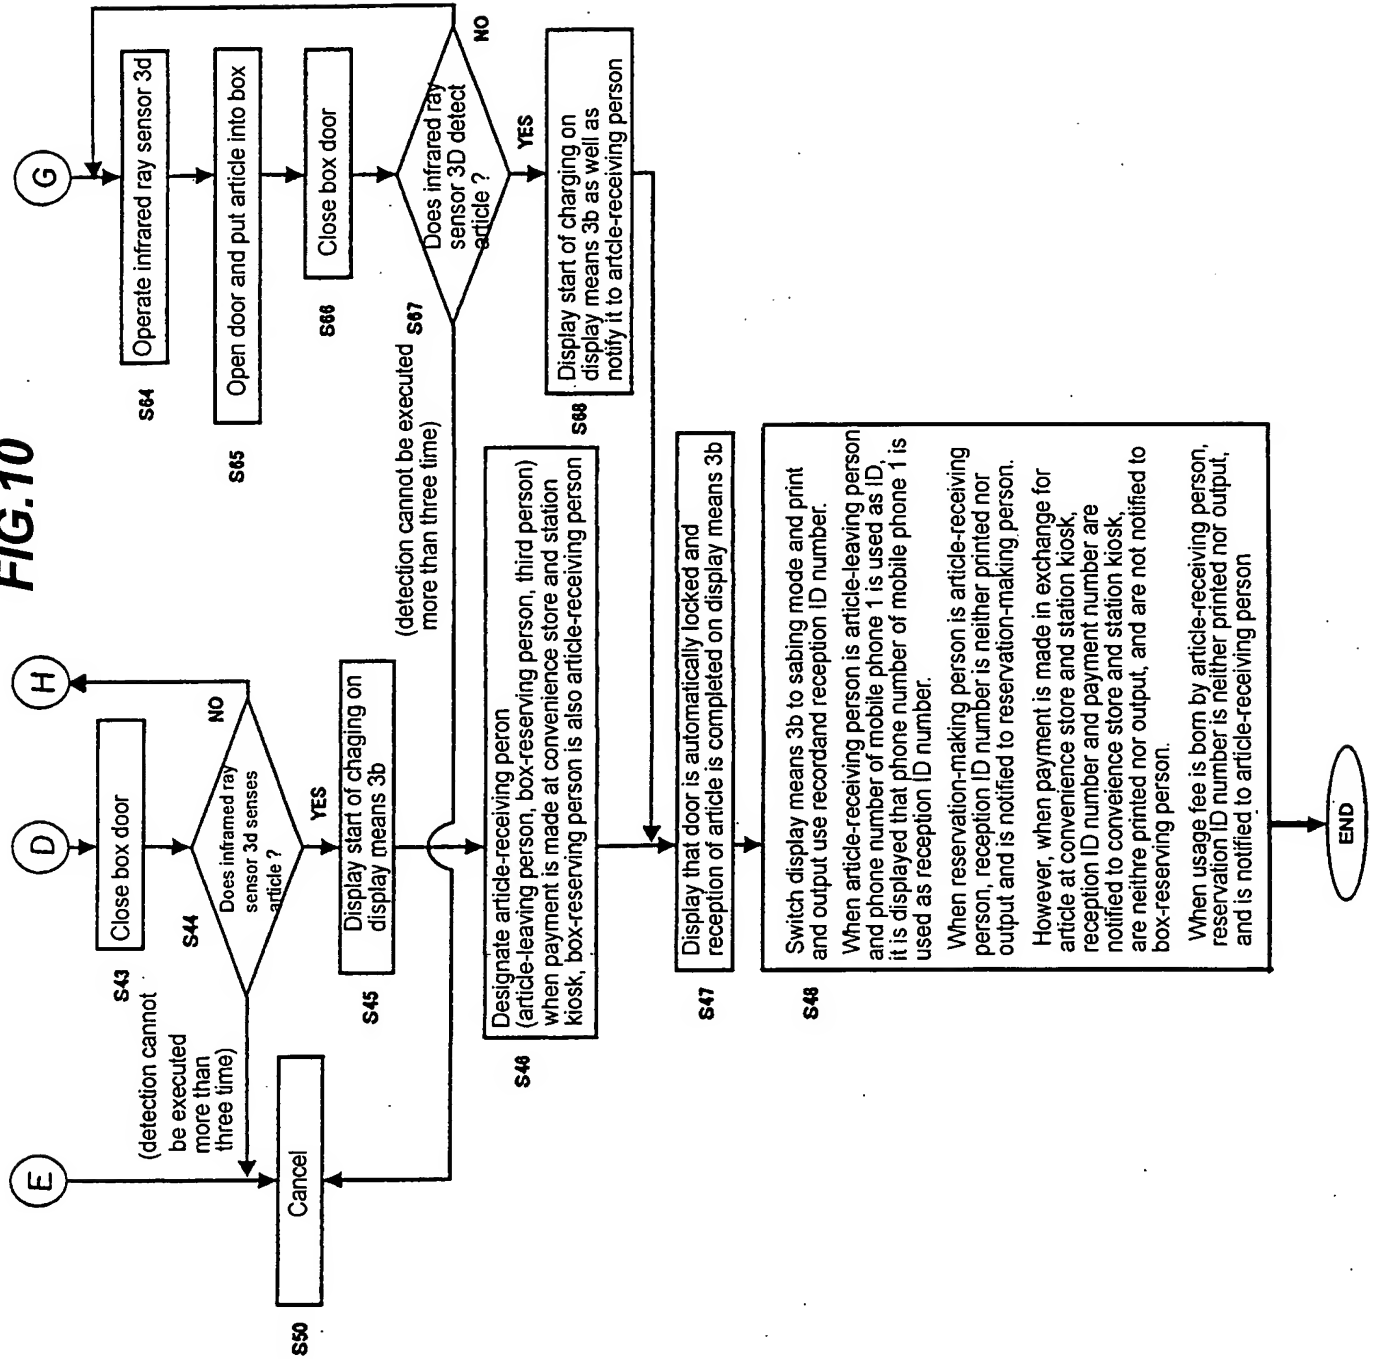 FIG.10
E
D
H
G
S43
Close box door
S44
Does inframed ray
sensor 3d senses
article ?
NO
YES
(detection cannot
be executed
more than
three time)
S50
Cancel
S45
Display start of chaging on
display means 3b
S46
Designate article-receiving peron
(article-leaving person, box-reserving person, third person)
when payment is made at convenience store and station
kiosk, box-reserving person is also article-receiving person
S64
Operate infrared ray sensor 3d
S65
Open door and put article into box
S66
Close box door
S67
Does infrared ray
sensor 3D detect
article ?
NO
YES
(detection cannot be executed
more than three time)
S68
Display start of charging on
display means 3b as well as
notify it to artcle-receiving person
S47
Display that door is automatically locked and
reception of article is completed on display means 3b
S48
Switch display means 3b to sabing mode and print
and output use recordand reception ID number.
When article-receiving person is article-leaving person
and phone number of mobile phone 1 is used as ID,
it is displayed that phone number of mobile phone 1 is
used as reception ID number.
When reservation-making person is article-receiving
person, reception ID number is neither printed nor
output and is notified to reservation-making person.
However, when payment is made in exchange for
article at convenience store and station kiosk,
reception ID number and payment number are
notified to conveience store and station kiosk,
are neithre printed nor output, and are not notified to
box-reserving person.
When usage fee is born by article-receiving person,
reservation ID number is neither printed nor output,
and is notified to article-receiving person
END